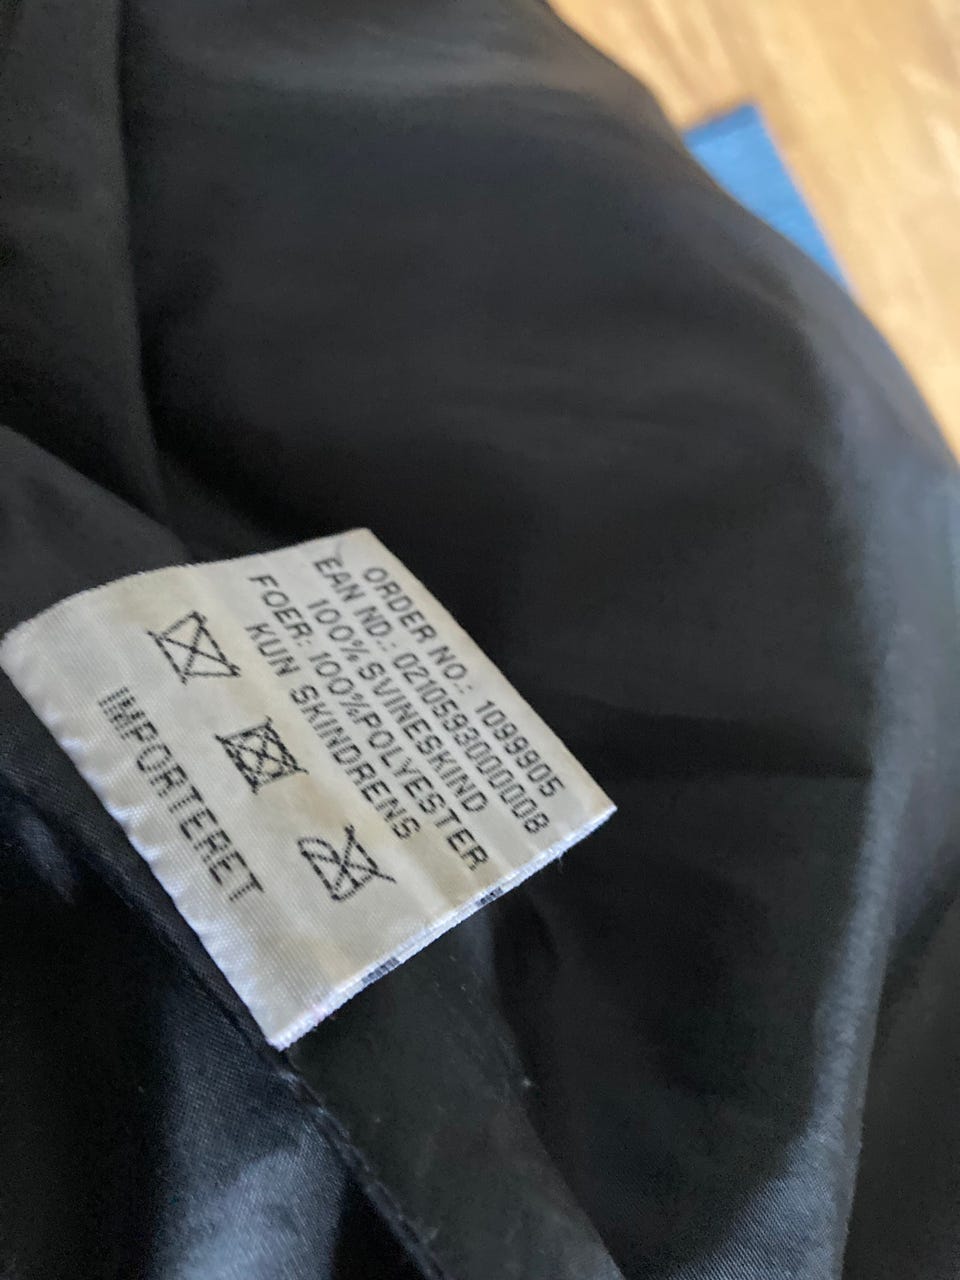 ORDER NO.: 1099905
EAN NO.: 0210593000008
100% SVINESKIND
FOER: 100%POLYESTER
KUN SKINDRENS
IMPORTERET